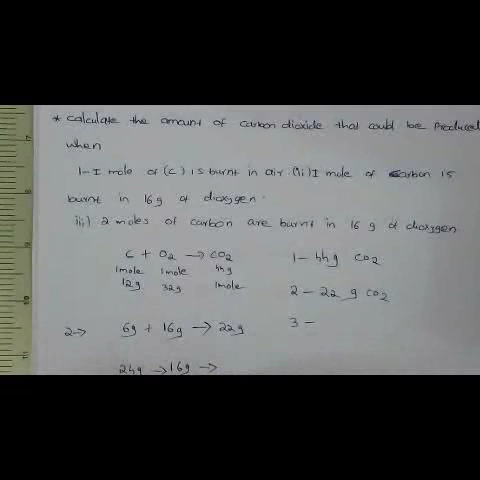 * Calculate the amount of carbon dioxide that could be Produced
when
1- I mole of (c) is burnt in air. (ii) I mole of carbon is
burnt in 16g of dioxygen.
iii) 2 moles of carbon are burnt in 16 g of dioxygen
C + O2 → CO2
1mole 1mole 44g
12g 32g 1mole
1- 44g CO2
2 - 22 g CO2
2→ 6g + 16g → 22g
3 -
24g → 16g →